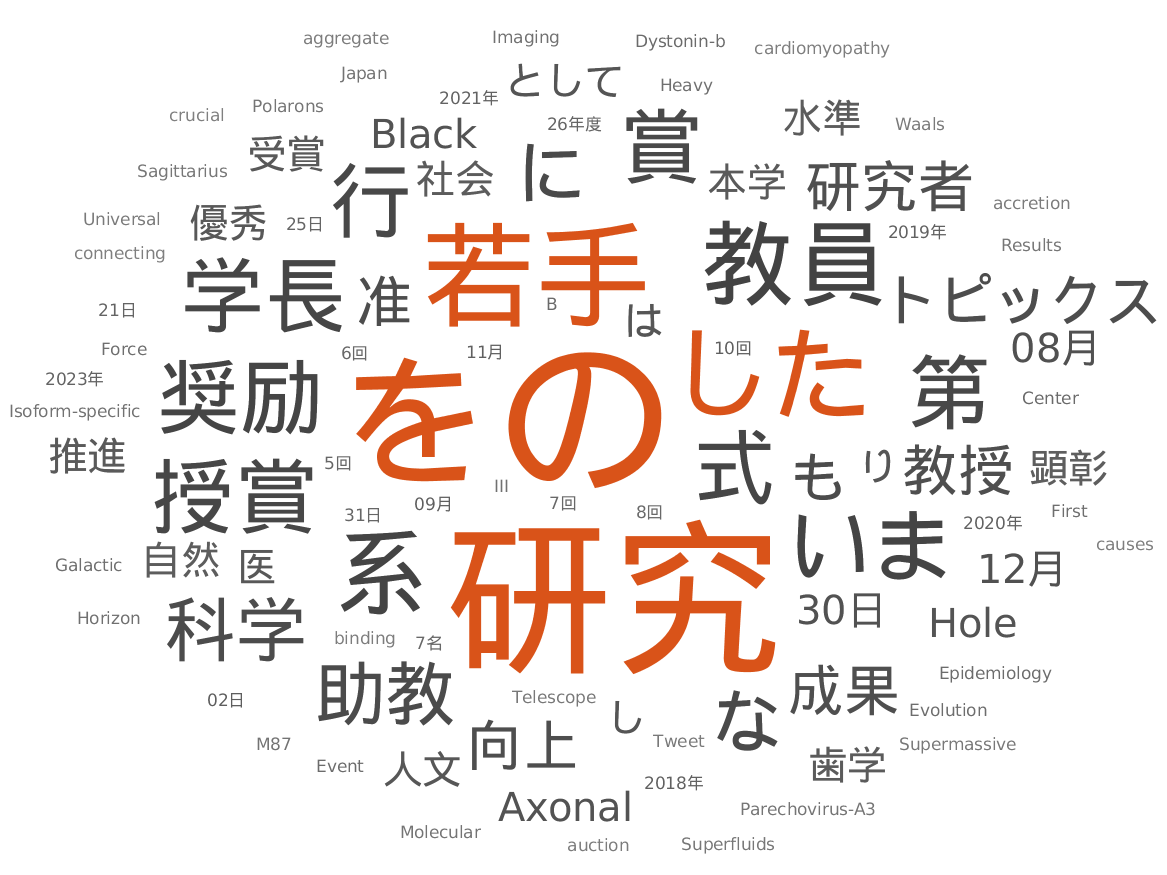 aggregate
Imaging
Dystonin-b
cardiomyopathy
Japan
として
Heavy
crucial
Polarons
2021年
Black
26年度
賞
水準
Waals
Sagittarius
受賞
行
社会
に
本学
研究者
accretion
Universal
優秀
25日
若手
教員
2019年
Results
connecting
学長
准
B
は
トピックス
21日
Force
6回
11月
した
10回
第
08月
2023年
奨励
をの
Center
Isoform-specific
推進
授賞
5回
III
式
も
り
教授
顕彰
31日
09月
7回
8回
いま
2020年
First
Galactic
自然
医
系
研究
12月
causes
Horizon
科学
binding
7名
30日
Hole
02日
助教
Telescope
し
な
成果
Epidemiology
Evolution
M87
Event
人文
向上
Tweet
歯学
Supermassive
2018年
Axonal
Parechovirus-A3
Molecular
auction
Superfluids